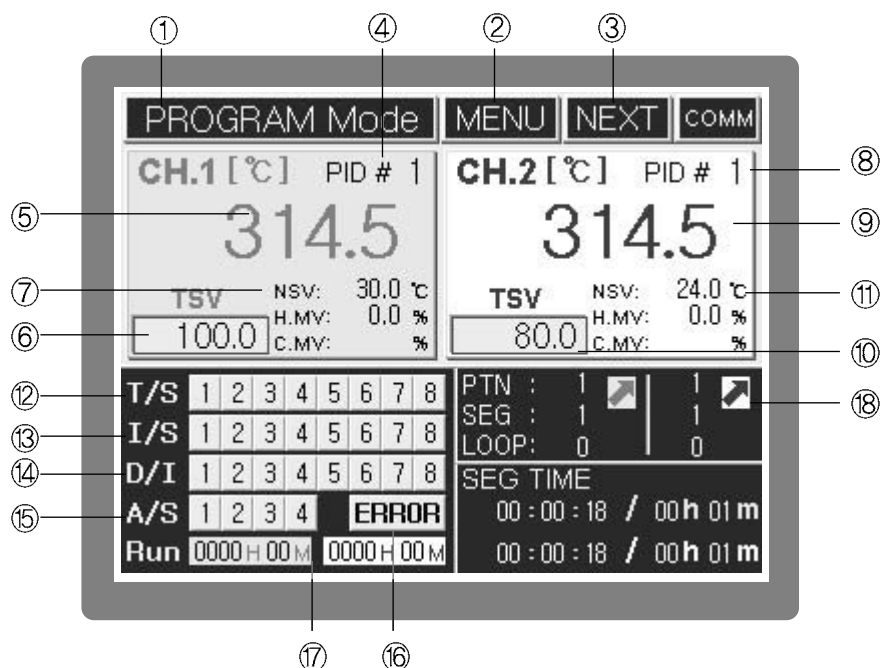 ① ④ ② ③
PROGRAM Mode MENU NEXT COMM
CH.1 [℃] PID # 1 CH.2 [℃] PID # 1 ⑧
⑤ 314.5 314.5 ⑨
⑦ TSV NSV: 30.0 ℃ TSV NSV: 24.0 ℃ ⑪
H.MV: 0.0 % H.MV: 0.0 %
⑥ 100.0 C.MV: % 80.0 C.MV: % ⑩
⑫ T/S 1 2 3 4 5 6 7 8 PTN : 1 1 ⑱
⑬ I/S 1 2 3 4 5 6 7 8 SEG : 1 1
LOOP: 0 0
⑭ D/I 1 2 3 4 5 6 7 8 SEG TIME
⑮ A/S 1 2 3 4 ERROR 00 : 00 : 18 / 00 h 01 m
Run 0000 H 00 M 0000 H 00 M 00 : 00 : 18 / 00 h 01 m
⑰ ⑯